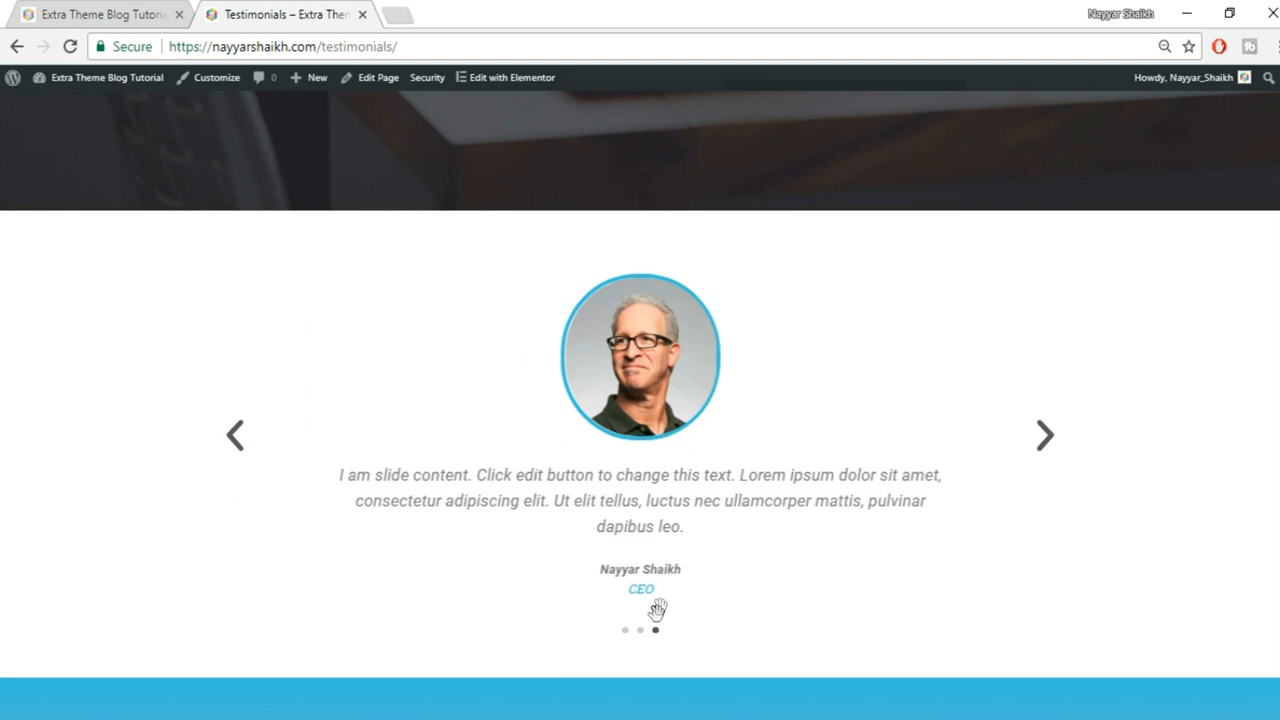 Extra Theme Blog Tutoria
Testimonials – Extra Ther
Nayyar Shaikh
Secure
https://nayyarshaikh.com/testimonials/
Extra Theme Blog Tutorial
Customize
0
New
Edit Page
Security
Edit with Elementor
Howdy, Nayyar_Shaikh
I am slide content. Click edit button to change this text. Lorem ipsum dolor sit amet,
consectetur adipiscing elit. Ut elit tellus, luctus nec ullamcorper mattis, pulvinar
dapibus leo.
Nayyar Shaikh
CEO